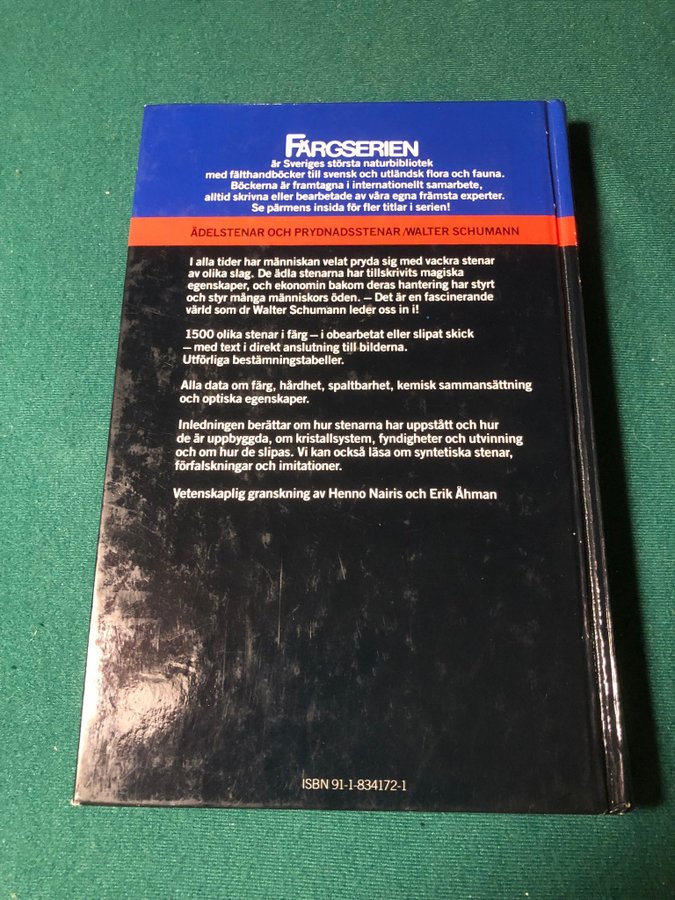 FÄRGSERIEN
är Sveriges största naturbibliotek
med fälthandböcker till svensk och utländsk flora och fauna.
Böckerna är framtagna i internationellt samarbete,
alltid skrivna eller bearbetade av våra egna främsta experter.
Se pärmens insida för fler titlar i serien!
ÄDELSTENAR OCH PRYDNADSSTENAR/WALTER SCHUMANN
I alla tider har människan velat pryda sig med vackra stenar
av olika slag. De ädla stenarna har tillskrivits magiska
egenskaper, och ekonomin bakom deras hantering har styrt
och styr många människors öden. – Det är en fascinerande
värld som dr Walter Schumann leder oss in i!
1500 olika stenar i färg – i obearbetat eller slipat skick
– med text i direkt anslutning till bilderna.
Utförliga bestämningstabeller.
Alla data om färg, hårdhet, spaltbarhet, kemisk sammansättning
och optiska egenskaper.
Inledningen berättar om hur stenarna har uppstått och hur
de är uppbyggda, om kristallsystem, fyndigheter och utvinning
och om hur de slipas. Vi kan också läsa om syntetiska stenar,
förfalskningar och imitationer.
Vetenskaplig granskning av Henno Nairis och Erik Åhman
ISBN 91-1-834172-1